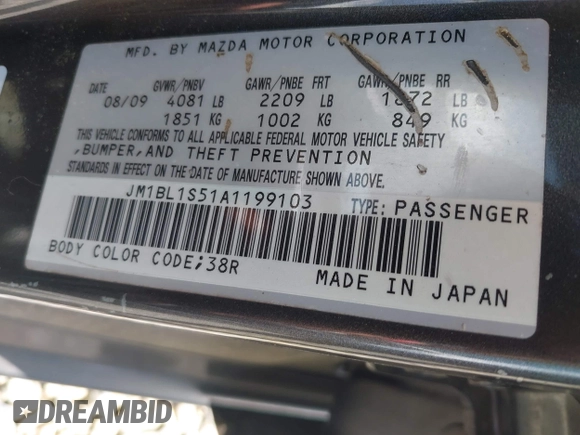 MFD. BY MAZDA MOTOR CORPORATION
DATE GVWR/PNBV GAWR/PNBE FRT GAWR/PNBE RR
08/09 4081 LB 2209 LB 1872 LB
1851 KG 1002 KG 849 KG
THIS VEHICLE CONFORMS TO ALL APPLICABLE FEDERAL MOTOR VEHICLE SAFETY
,BUMPER,AND THEFT PREVENTION
STANDARDS IN EFFECT ON THE DATE OF MANUFACTURE SHOWN ABOVE.
JM1BL1S51A1199103 TYPE: PASSENGER
BODY COLOR CODE;38R MADE IN JAPAN
DREAMBID